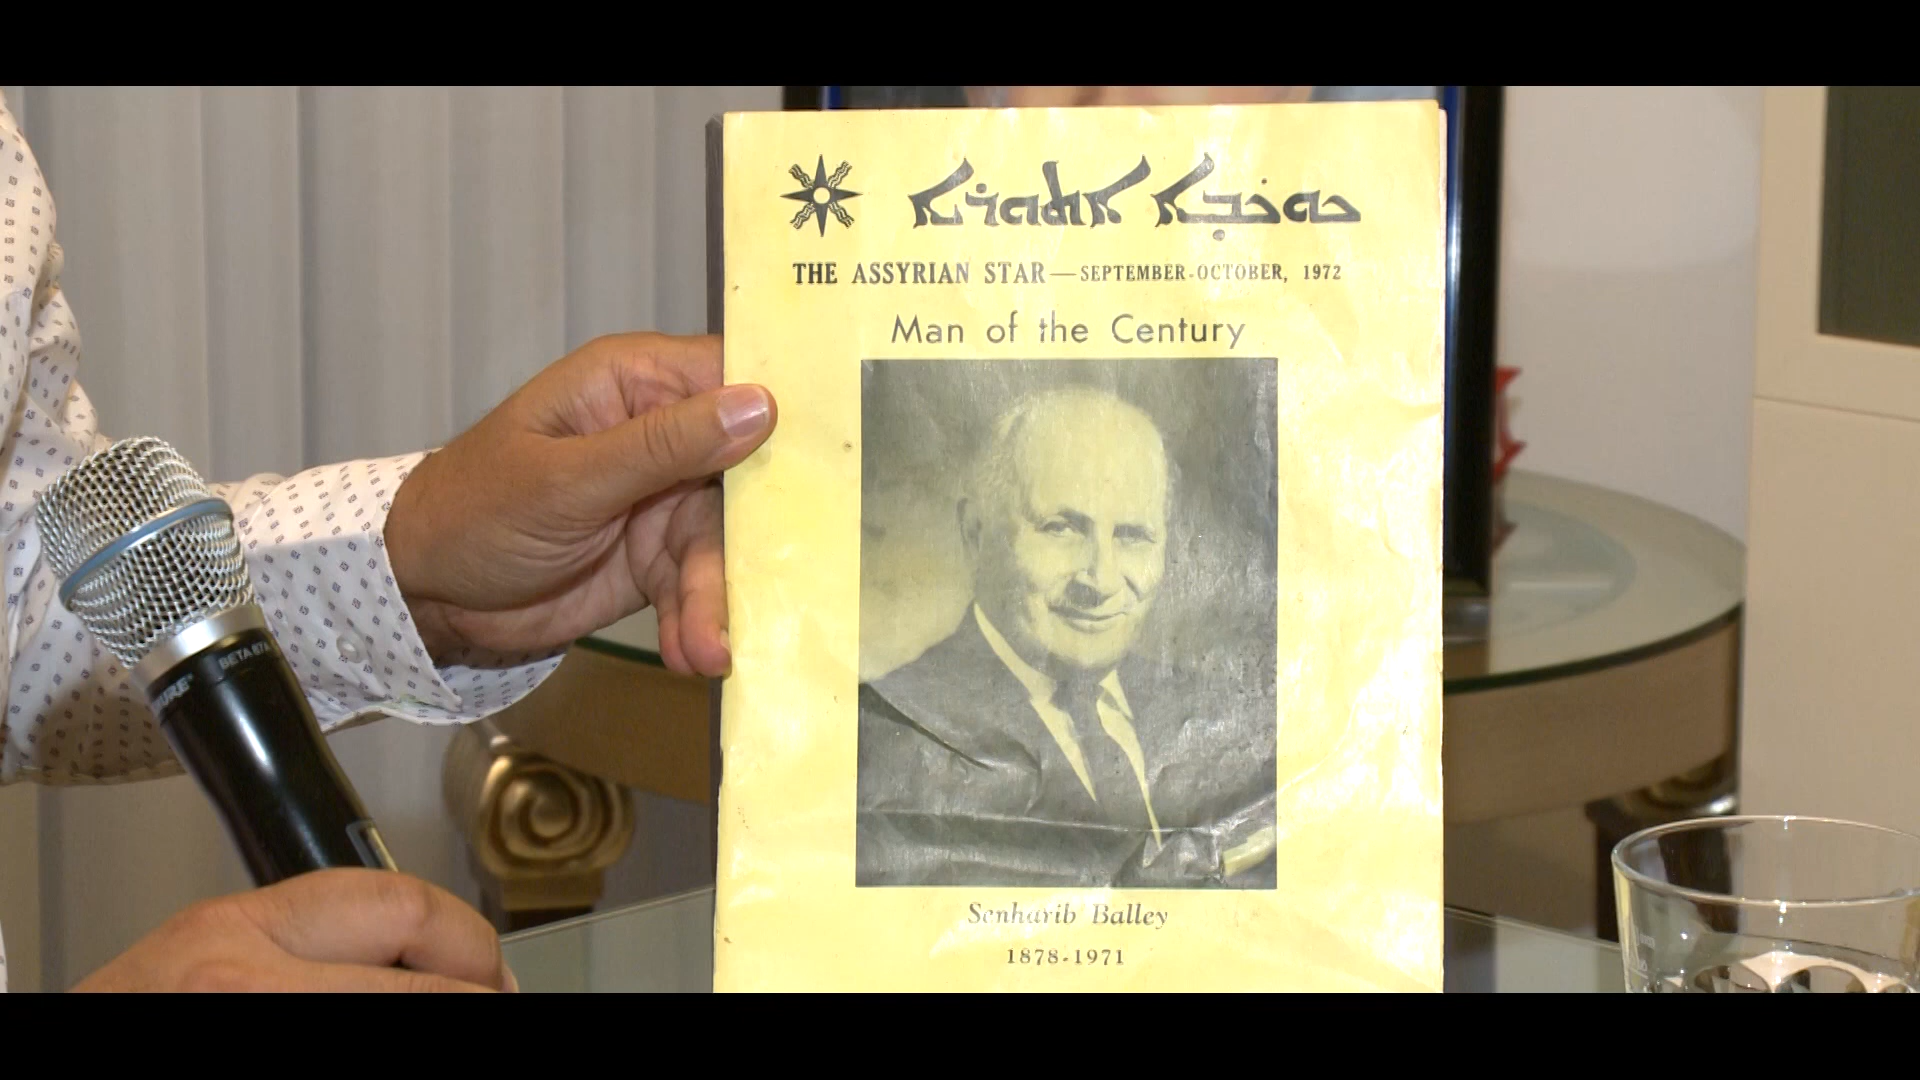 ܟܘܟܒܐ ܐܬܘܪܝܐ
THE ASSYRIAN STAR — SEPTEMBER-OCTOBER, 1972
Man of the Century
Senharib Balley
1878-1971
BETA 87A